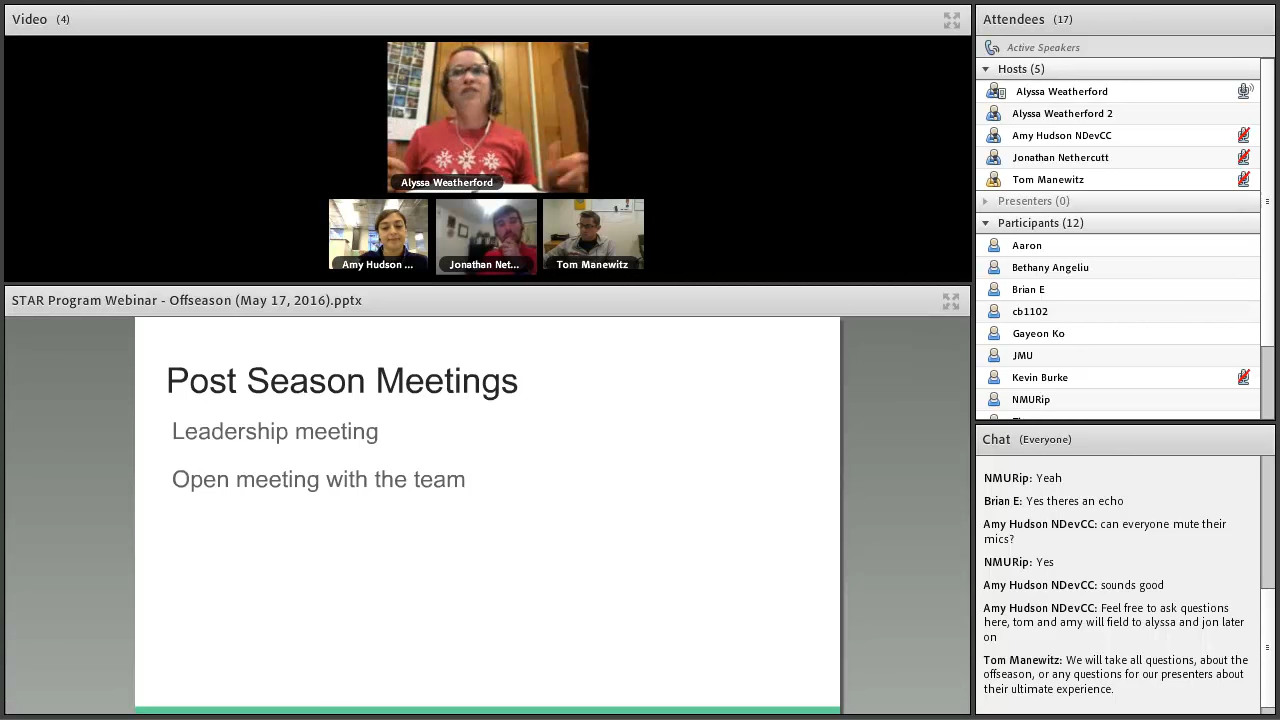 Video (4)
Alyssa Weatherford
Amy Hudson ...
Jonathan Net...
Tom Manewitz
STAR Program Webinar - Offseason (May 17, 2016).pptx
Post Season Meetings
Leadership meeting
Open meeting with the team
Attendees (17)
Active Speakers
Hosts (5)
Alyssa Weatherford
Alyssa Weatherford 2
Amy Hudson NDevCC
Jonathan Nethercutt
Tom Manewitz
Presenters (0)
Participants (12)
Aaron
Bethany Angeliu
Brian E
cb1102
Gayeon Ko
JMU
Kevin Burke
NMURip
Chat (Everyone)
NMURip: Yeah
Brian E: Yes theres an echo
Amy Hudson NDevCC: can everyone mute their
mics?
NMURip: Yes
Amy Hudson NDevCC: sounds good
Amy Hudson NDevCC: Feel free to ask questions
here, tom and amy will field to alyssa and jon later
on
Tom Manewitz: We will take all questions, about the
offseason, or any questions for our presenters about
their ultimate experience.